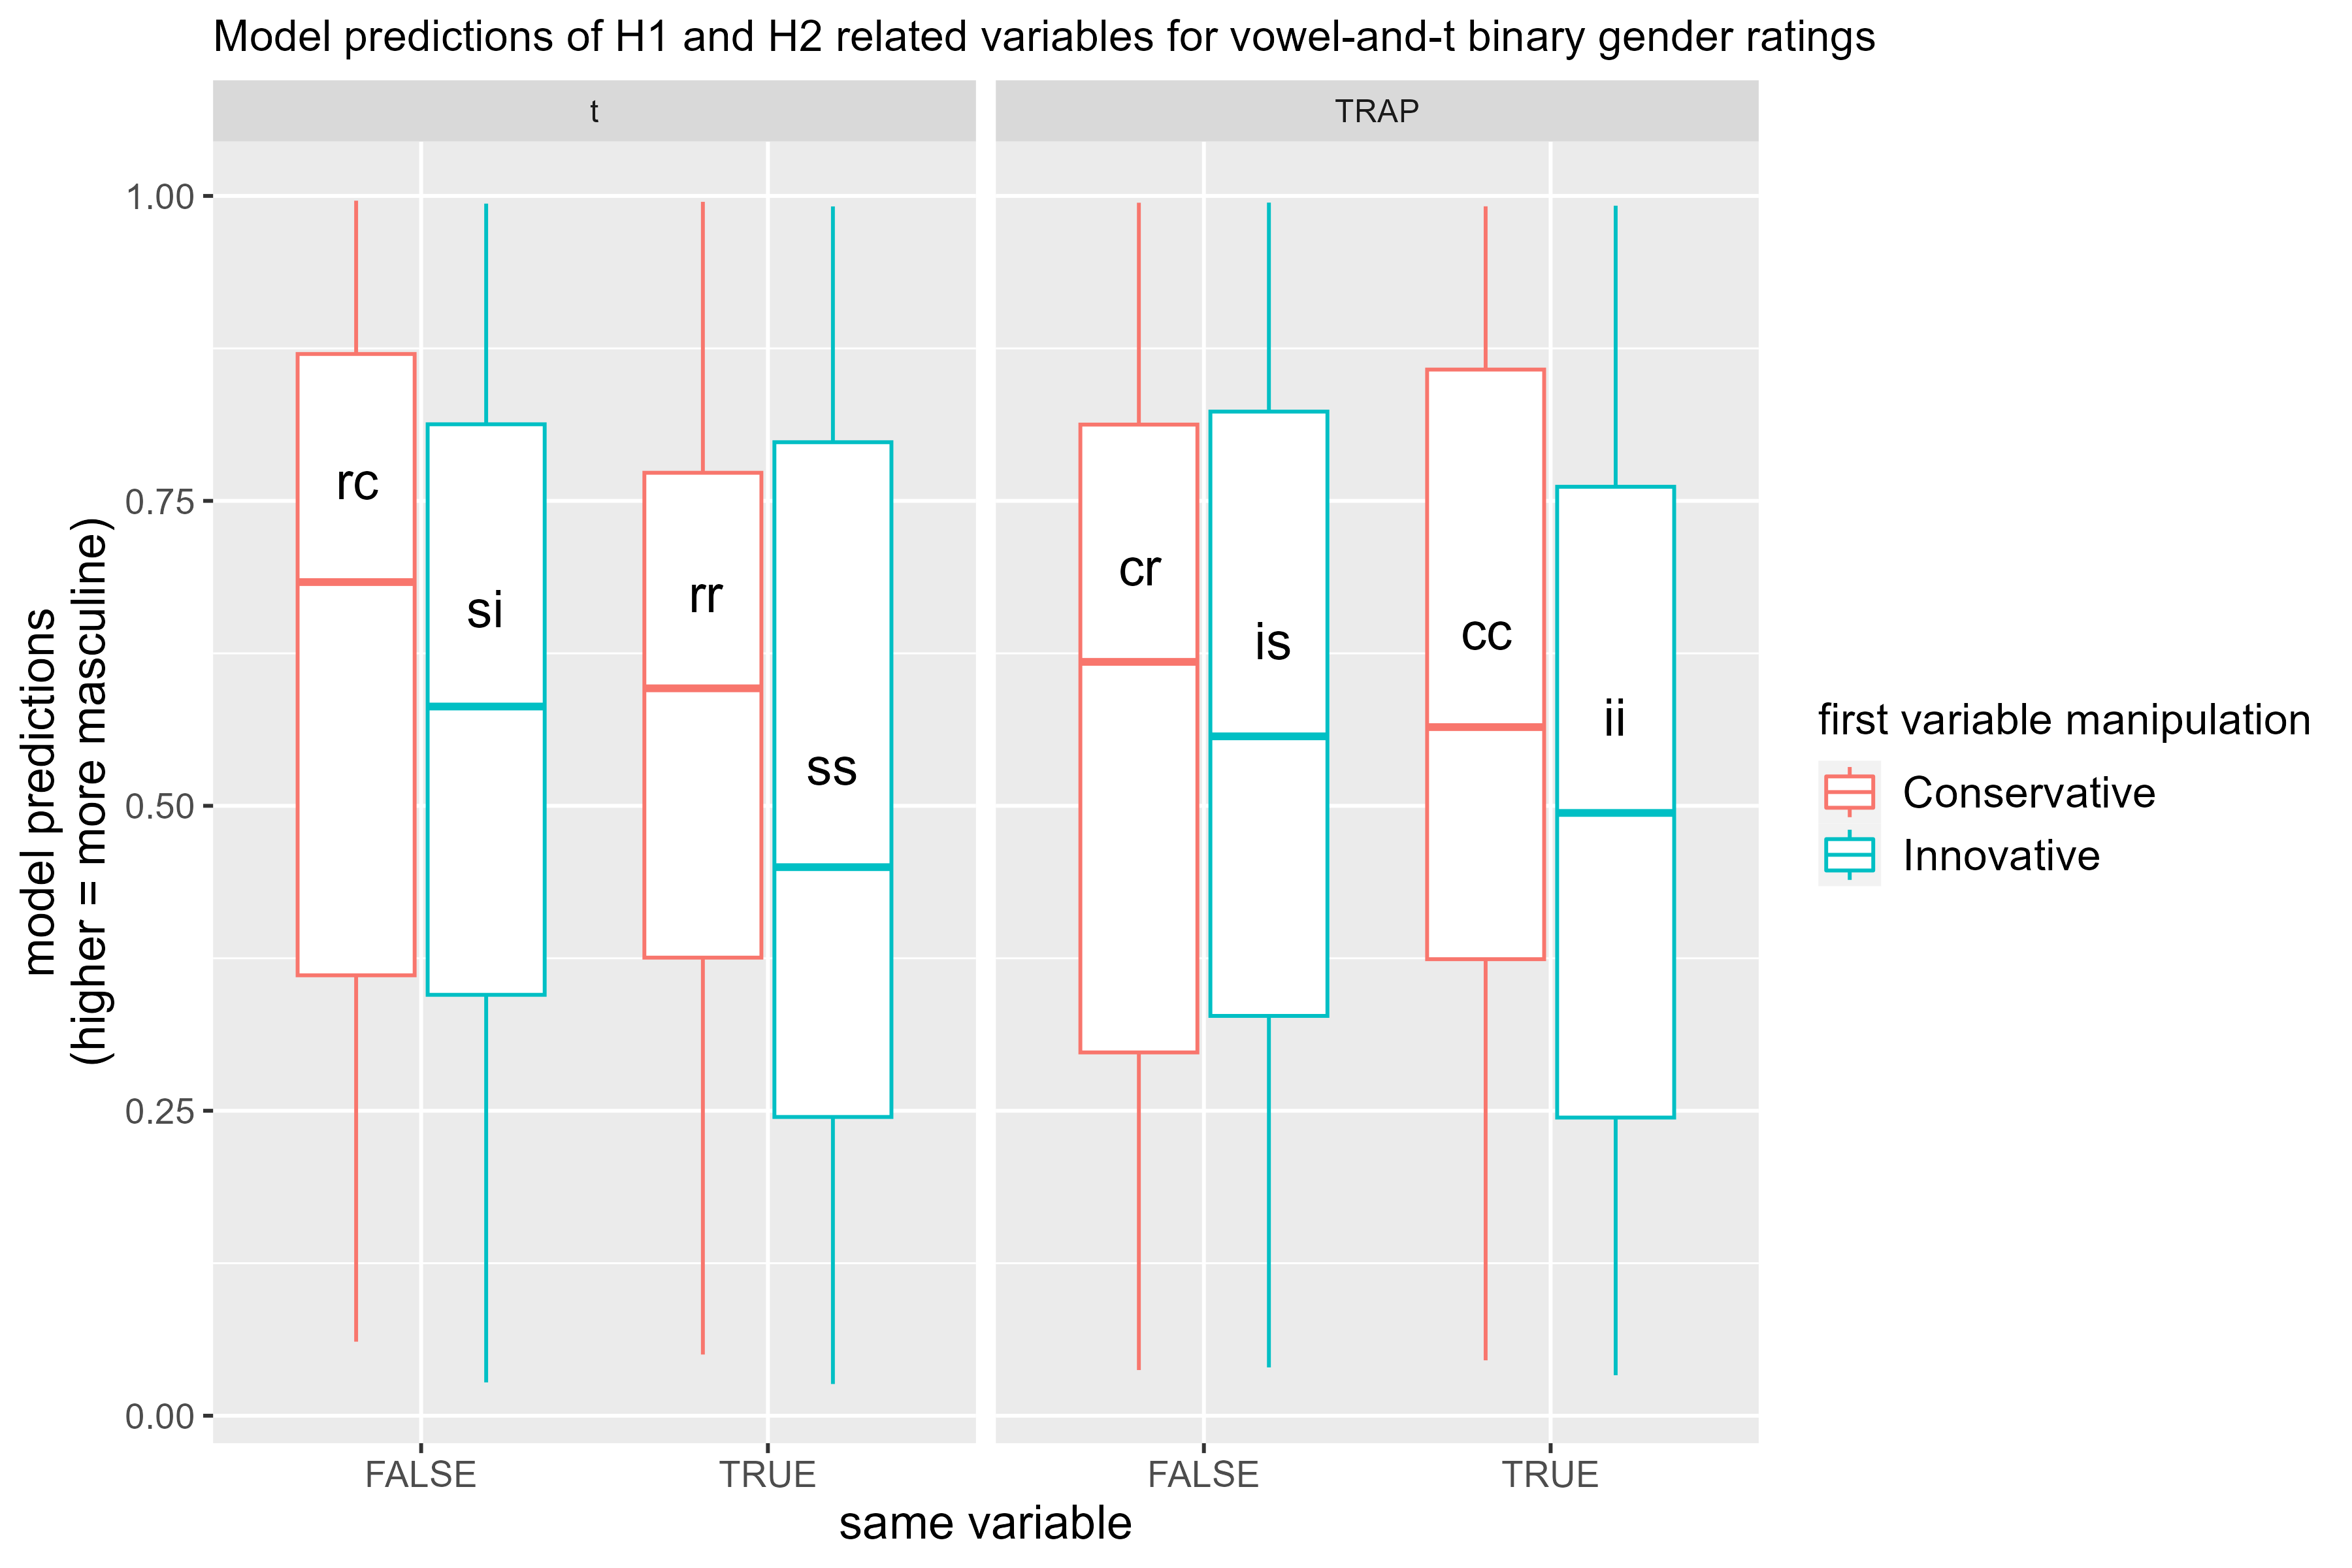 Model predictions of H1 and H2 related variables for vowel-and-t binary gender ratings
t
TRAP
model predictions
(higher = more masculine)
1.00
0.75
0.50
0.25
0.00
rc
si
rr
ss
cr
is
cc
ii
FALSE
TRUE
FALSE
TRUE
same variable
first variable manipulation
Conservative
Innovative